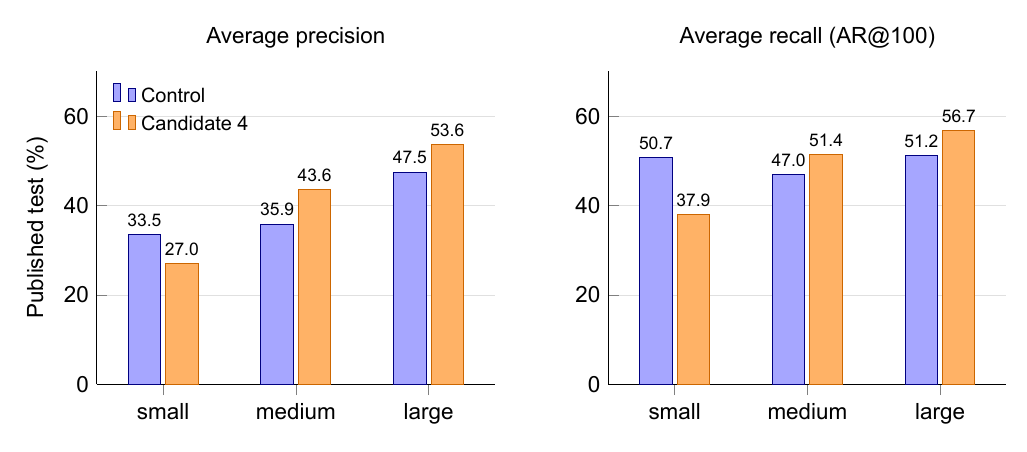 Average precision
Average recall (AR@100)
Published test (%)
Control
Candidate 4
60
40
20
0
33.5
27.0
35.9
43.6
47.5
53.6
small
medium
large
60
40
20
0
50.7
37.9
47.0
51.4
51.2
56.7
small
medium
large